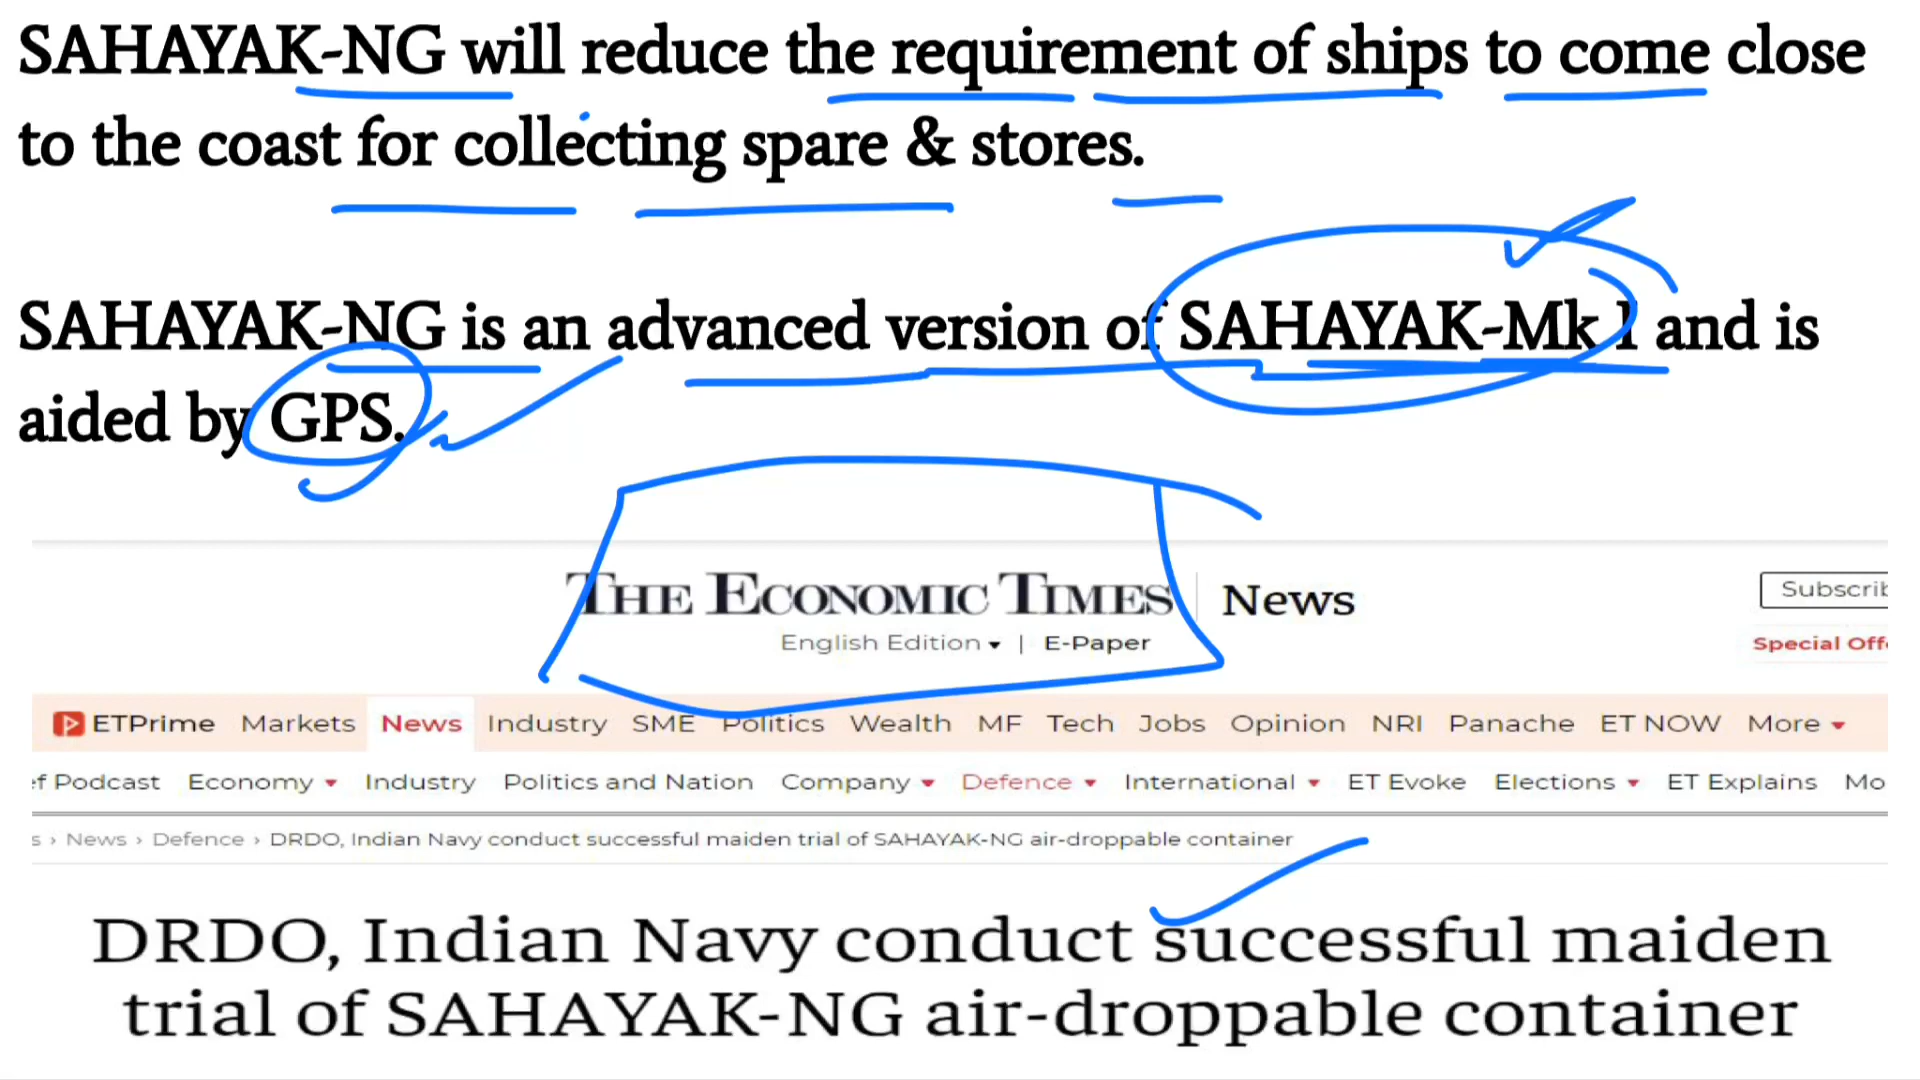 SAHAYAK-NG will reduce the requirement of ships to come close
to the coast for collecting spare & stores.
SAHAYAK-NG is an advanced version of SAHAYAK-Mk I and is
aided by GPS.
THE ECONOMIC TIMES News
Subscrib
English Edition | E-Paper
Special Offe
ETPrime Markets News Industry SME Politics Wealth MF Tech Jobs Opinion NRI Panache ET NOW More
ef Podcast Economy Industry Politics and Nation Company Defence International ET Evoke Elections ET Explains Mo
s › News › Defence › DRDO, Indian Navy conduct successful maiden trial of SAHAYAK-NG air-droppable container
DRDO, Indian Navy conduct successful maiden
trial of SAHAYAK-NG air-droppable container